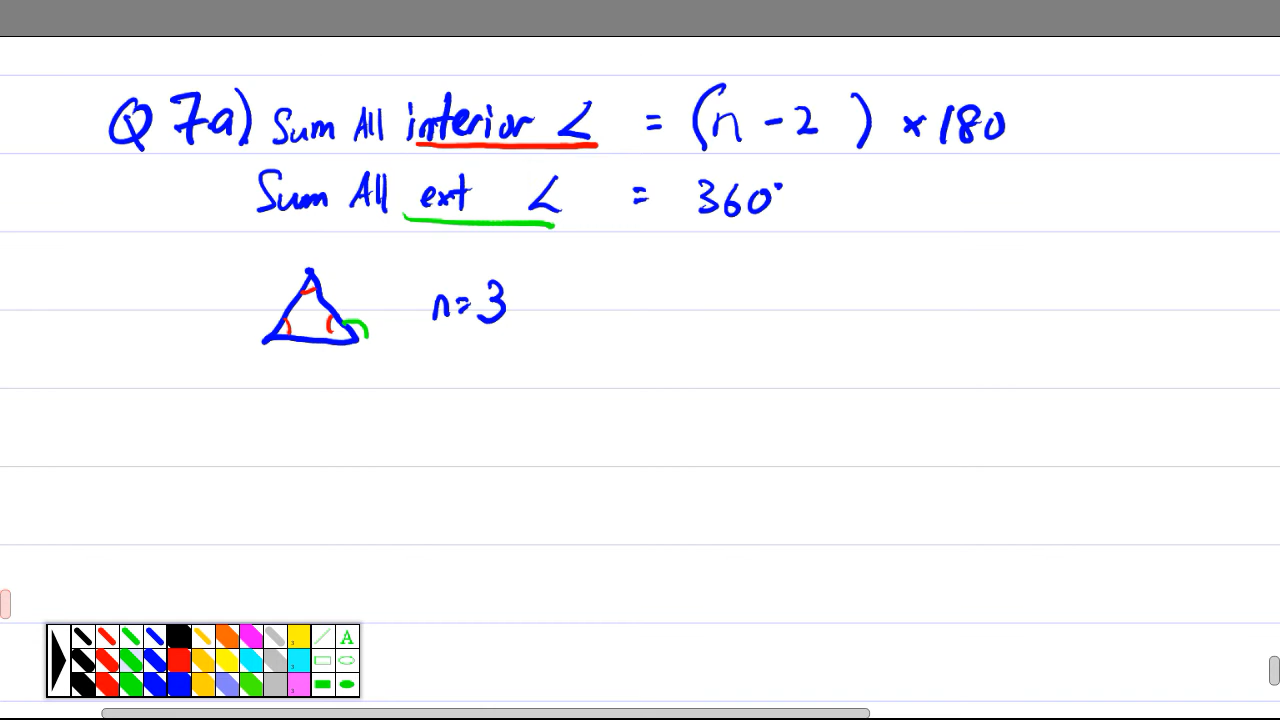 Q 7a) Sum All interior ∠ = (n - 2 ) × 180
Sum All ext ∠ = 360°
n = 3
A